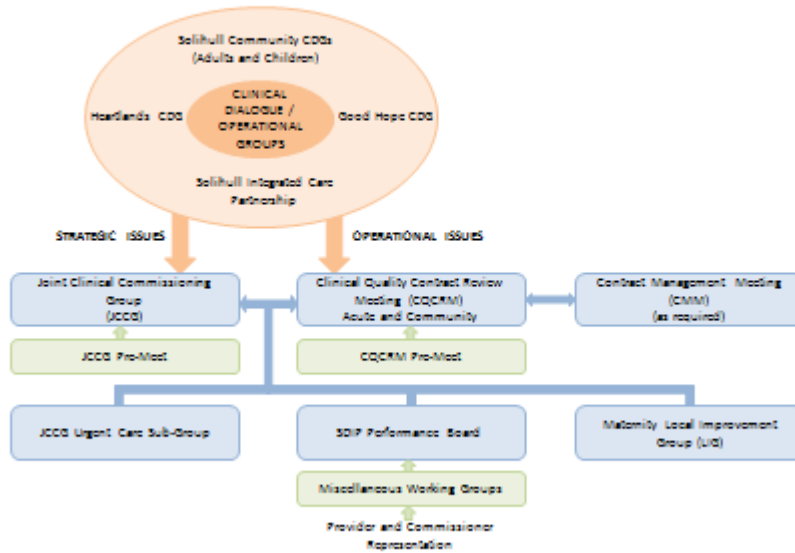 Solihull Community CDGs
(Adults and Children)
CLINICAL
DIALOGUE /
OPERATIONAL
GROUPS
Heartlands CDG
Good Hope CDG
Solihull Integrated Care
Partnership
STRATEGIC ISSUES
OPERATIONAL ISSUES
Joint Clinical Commissioning
Group
(JCCG)
Clinical Quality Contract Review
Meeting (CQCRM)
Acute and Community
Contract Management Meeting
(CMM)
(as required)
JCCG Pre-Meet
CQCRM Pre-Meet
JCCG Urgent Care Sub-Group
SDIP Performance Board
Maternity Local Improvement
Group (LIG)
Miscellaneous Working Groups
Provider and Commissioner
Representation